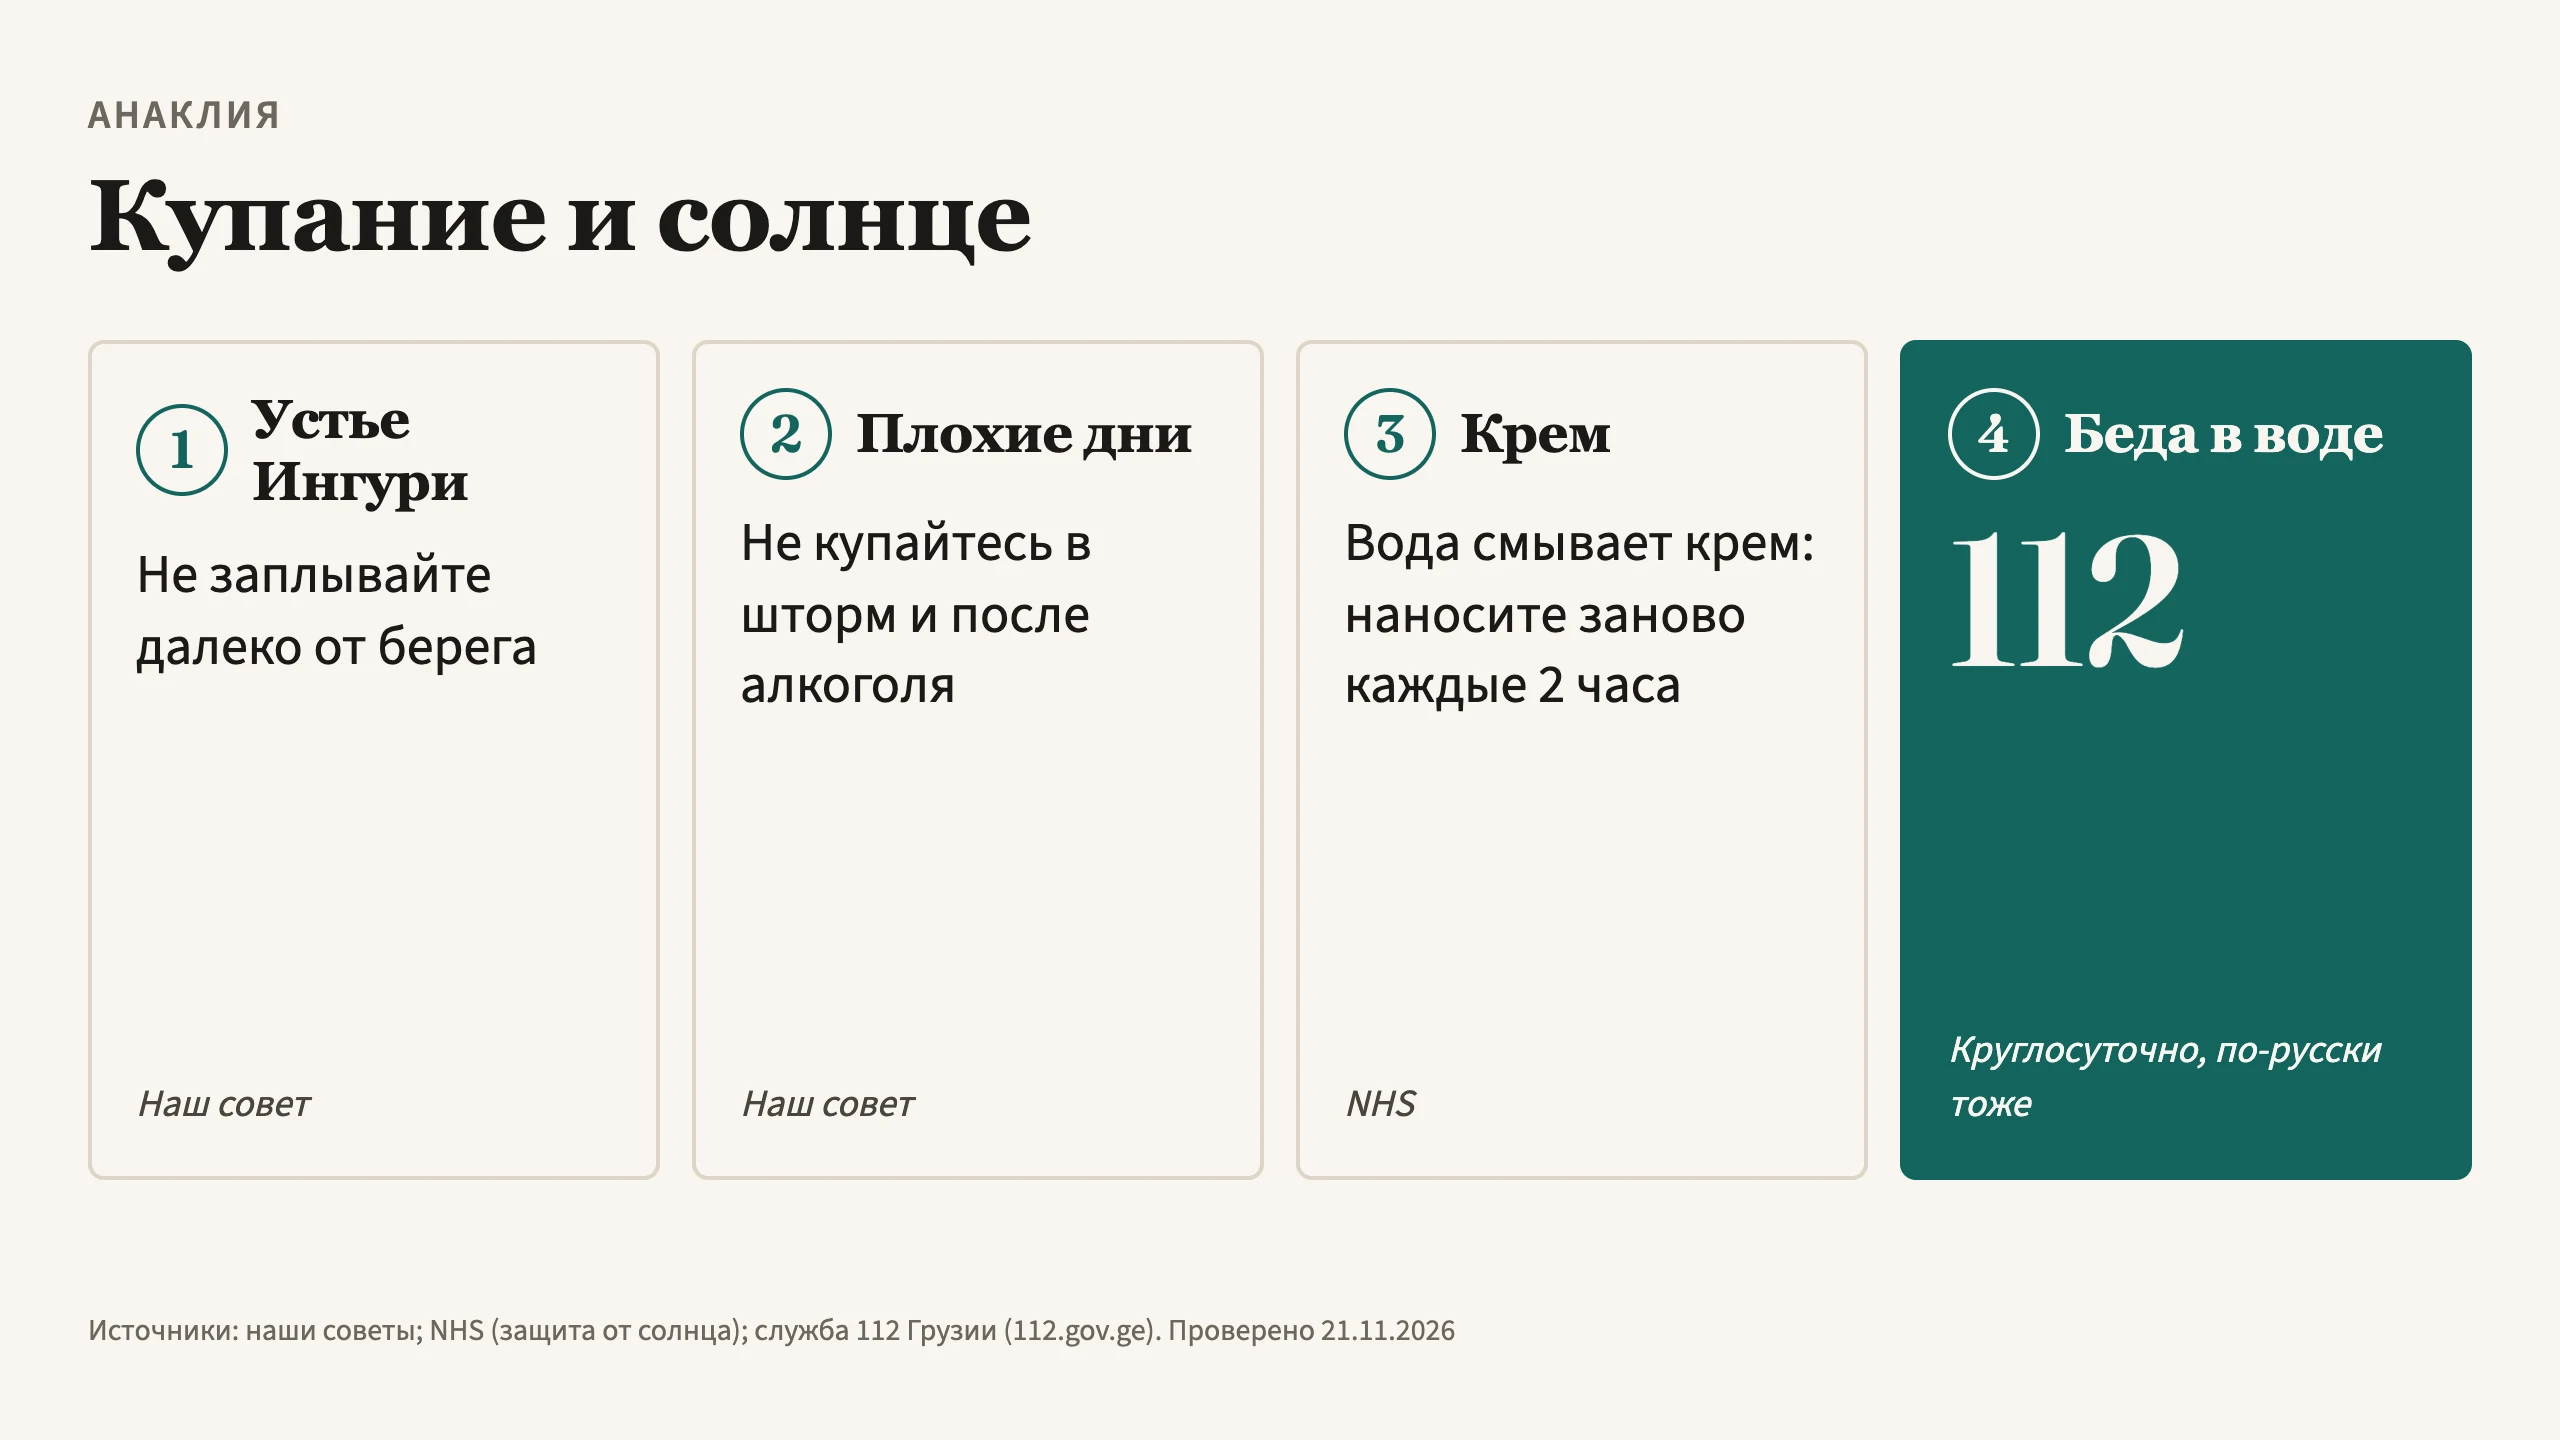 АНАКЛИЯ
Купание и солнце
1
Устье
Ингури
Не заплывайте
далеко от берега
Наш совет
2
Плохие дни
Не купайтесь в
шторм и после
алкоголя
Наш совет
3
Крем
Вода смывает крем:
наносите заново
каждые 2 часа
NHS
4
Беда в воде
112
Круглосуточно, по-русски
тоже
Источники: наши советы; NHS (защита от солнца); служба 112 Грузии (112.gov.ge). Проверено 21.11.2026